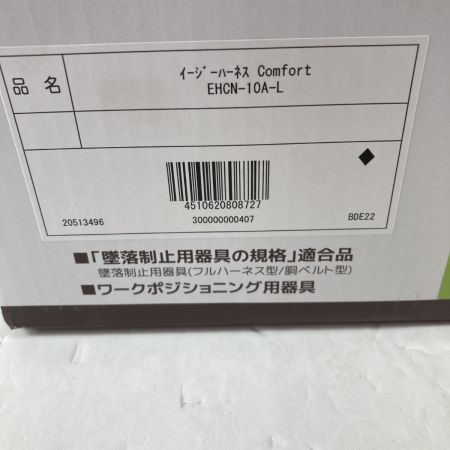 品 名
ｲｰｼﾞｰﾊｰﾈｽ Comfort
EHCN-10A-L
4510620808727
20513496
300000000407
BDE22
■「墜落制止用器具の規格」適合品
墜落制止用器具(フルハーネス型/胴ベルト型)
■ワークポジショニング用器具